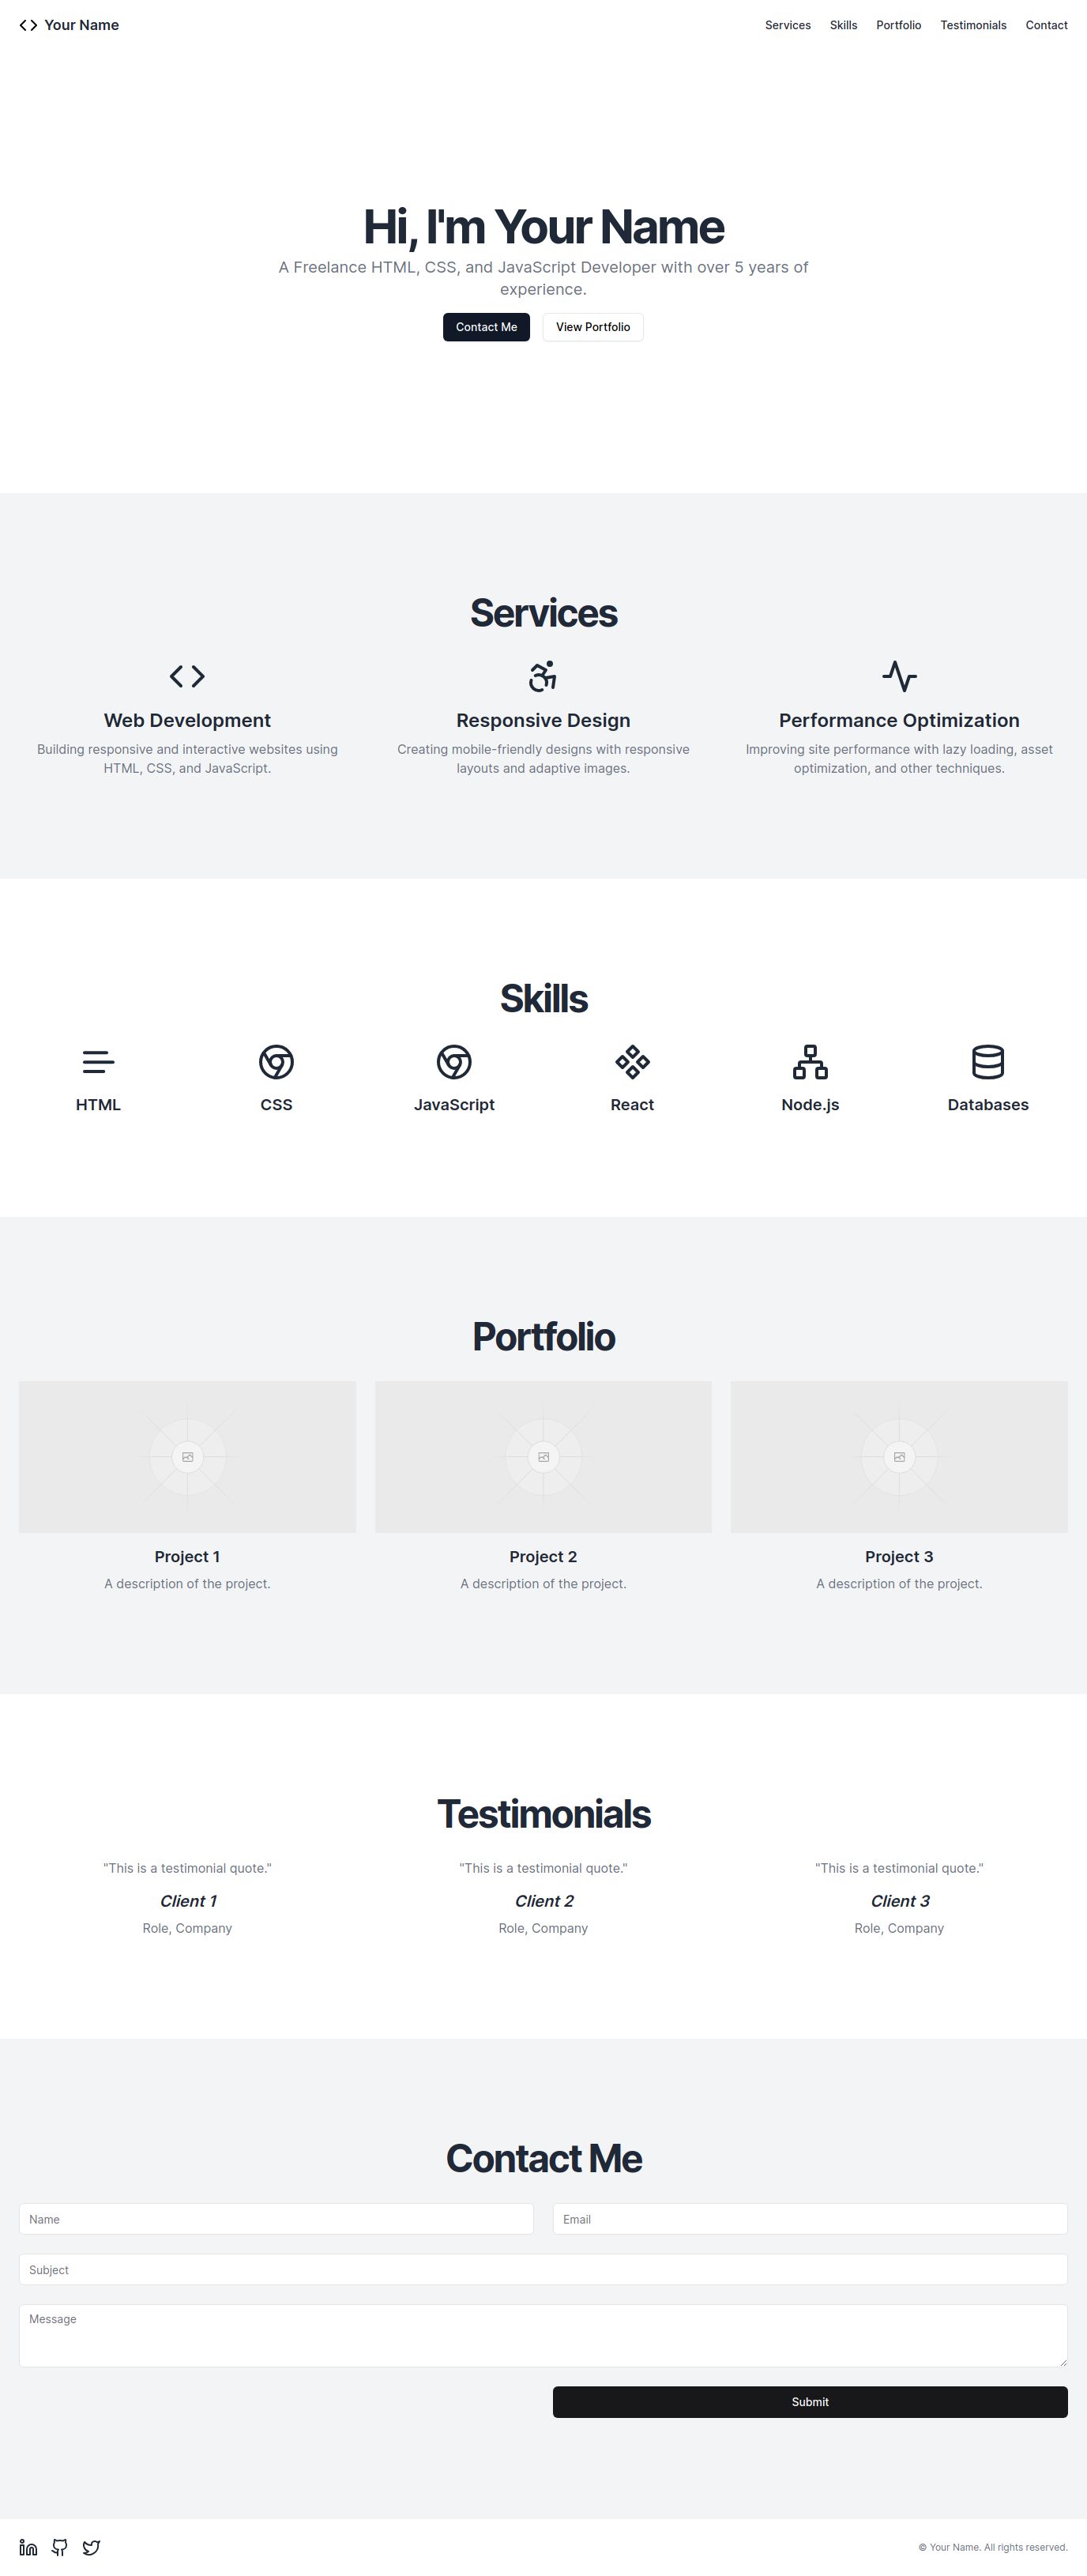 Your Name
Services Skills Portfolio Testimonials Contact
Hi, I'm Your Name
A Freelance HTML, CSS, and JavaScript Developer with over 5 years of
experience.
Contact Me View Portfolio
Services
Web Development
Building responsive and interactive websites using
HTML, CSS, and JavaScript.
Responsive Design
Creating mobile-friendly designs with responsive
layouts and adaptive images.
Performance Optimization
Improving site performance with lazy loading, asset
optimization, and other techniques.
Skills
HTML
CSS
JavaScript
React
Node.js
Databases
Portfolio
Project 1
A description of the project.
Project 2
A description of the project.
Project 3
A description of the project.
Testimonials
"This is a testimonial quote."
Client 1
Role, Company
"This is a testimonial quote."
Client 2
Role, Company
"This is a testimonial quote."
Client 3
Role, Company
Contact Me
Name
Email
Subject
Message
Submit
© Your Name. All rights reserved.